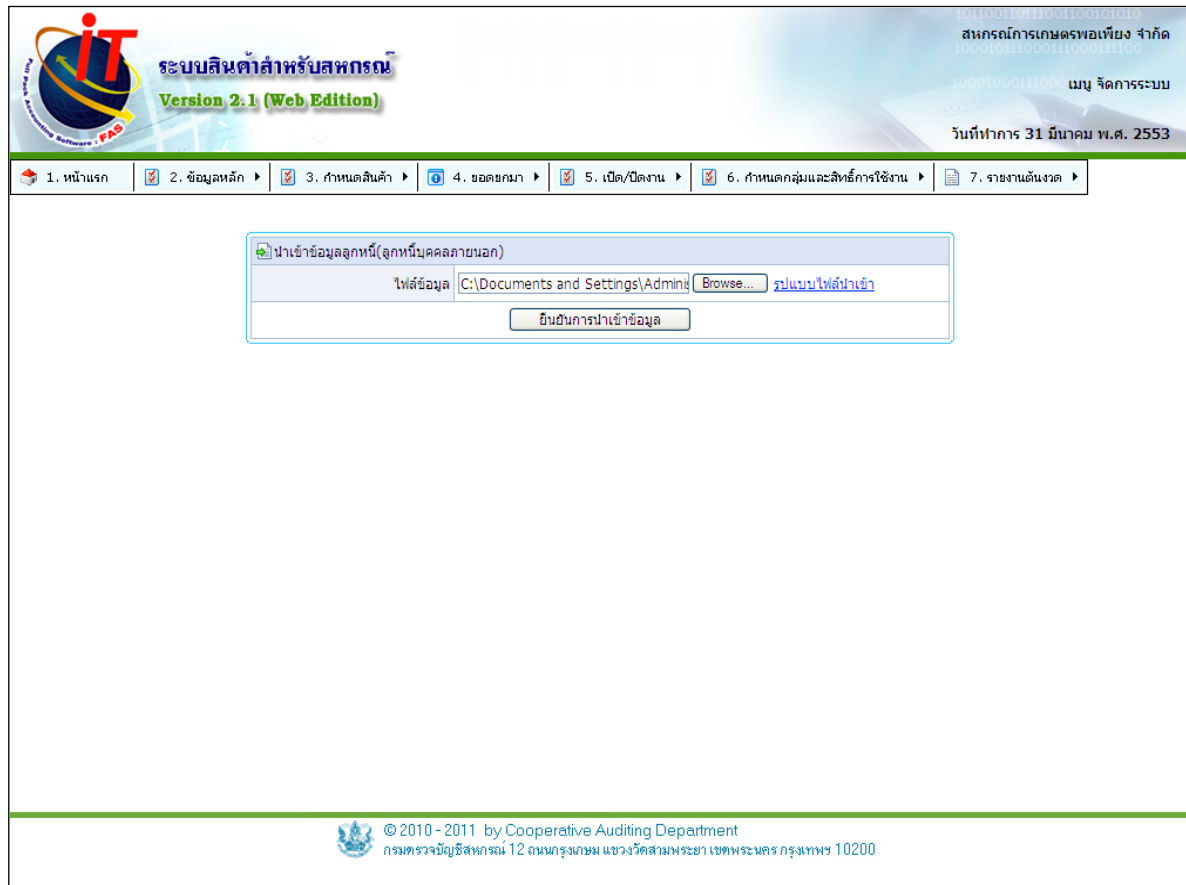 101100110111001100101010
สหกรณ์การเกษตรพอเพียง จำกัด
1000101110001110001111100
ระบบสินค้าสำหรับสหกรณ์
เมนู จัดการระบบ
Version 2.1 (Web Edition)
วันที่ทำการ 31 มีนาคม พ.ศ. 2553
iT
Full Pack Accounting Software : FAS
1. หน้าแรก 2. ข้อมูลหลัก 3. กำหนดสินค้า 4. ยอดยกมา 5. เปิด/ปิดงาน 6. กำหนดกลุ่มและสิทธิ์การใช้งาน 7. รายงานต้นงวด
นำเข้าข้อมูลลูกหนี้(ลูกหนี้บุคคลภายนอก)
ไฟล์ข้อมูล C:\Documents and Settings\Admini Browse... รูปแบบไฟล์นำเข้า
ยืนยันการนำเข้าข้อมูล
© 2010 - 2011 by Cooperative Auditing Department
กรมตรวจบัญชีสหกรณ์ 12 ถนนกรุงเกษม แขวงวัดสามพระยา เขตพระนคร กรุงเทพฯ 10200